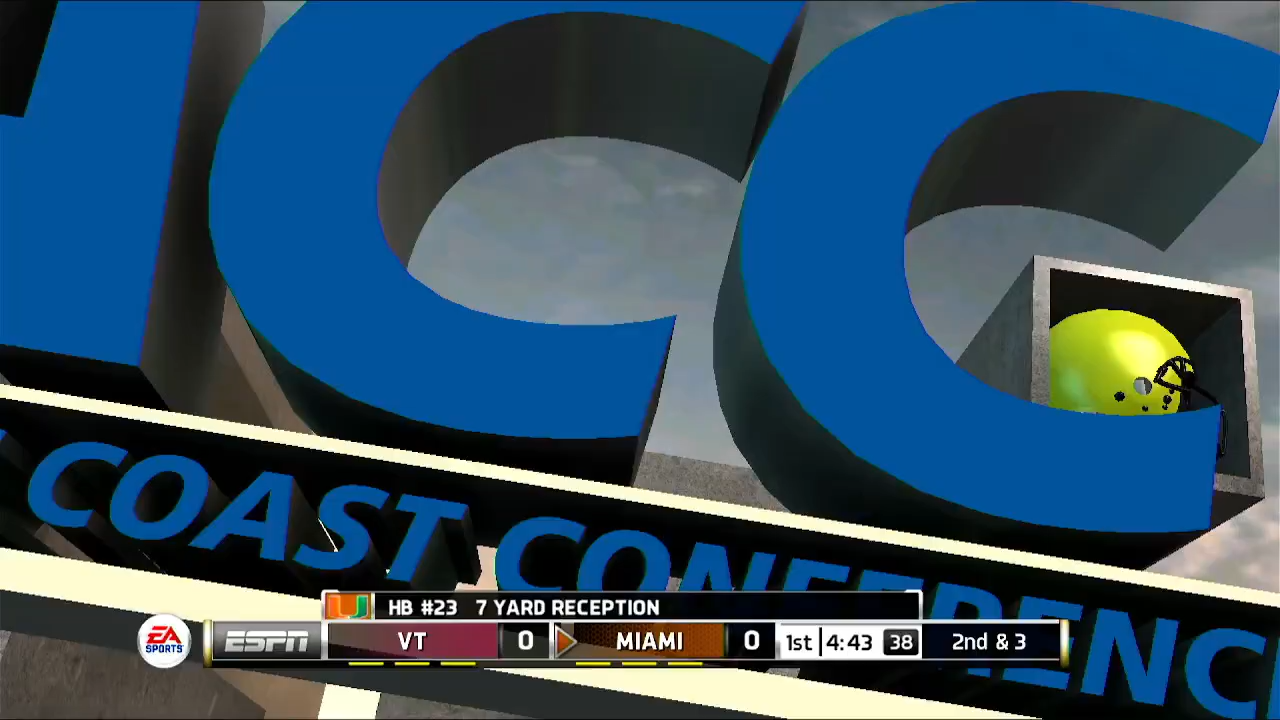 ACC
COAST CONFERENC
U HB #23 7 YARD RECEPTION
EA SPORTS ESPN VT 0 MIAMI 0 1st 4:43 38 2nd & 3